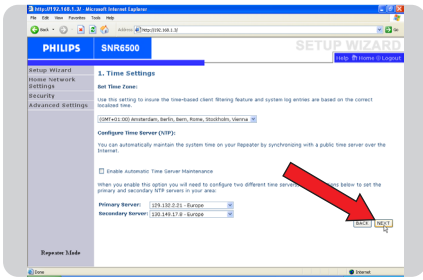 http://192.168.1.3/ - Microsoft Internet Explorer
File Edit View Favorites Tools Help
Back
Address http://192.168.1.3/
Go
PHILIPS
SNR6500
SETUP WIZARD
Help Home Logout
Setup Wizard
Home Network Settings
Security
Advanced Settings
1. Time Settings
Set Time Zone:
Use this setting to insure the time-based client filtering feature and system log entries are based on the correct
localized time.
(GMT+01:00) Amsterdam, Berlin, Bern, Rome, Stockholm, Vienna
Configure Time Server (NTP):
You can automatically maintain the system time on your Repeater by synchronizing with a public time server over the
Internet.
Enable Automatic Time Server Maintenance
When you enable this option you will need to configure two different time servers below to set the
primary and secondary NTP servers in your area
Primary Server: 129.132.2.21 - Europe
Secondary Server: 130.149.17.8 - Europe
BACK NEXT
Repeater Mode
Done
Internet